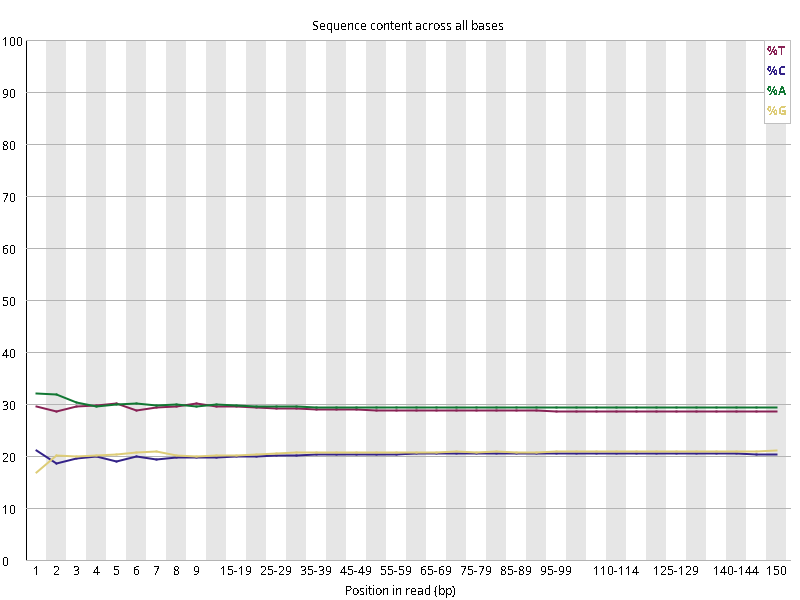 Sequence content across all bases
100
90
80
70
60
50
40
30
20
10
0
%T
%C
%A
%G
1 2 3 4 5 6 7 8 9 15-19 25-29 35-39 45-49 55-59 65-69 75-79 85-89 95-99 110-114 125-129 140-144 150
Position in read (bp)